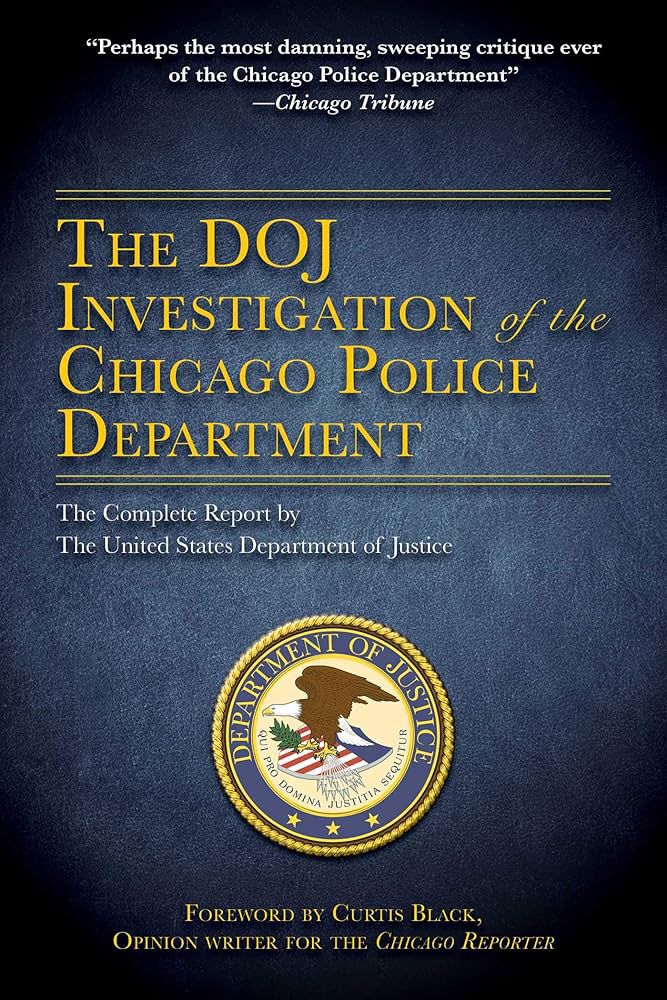 “Perhaps the most damning, sweeping critique ever
of the Chicago Police Department”
—Chicago Tribune
The DOJ
Investigation of the
Chicago Police
Department
The Complete Report by
The United States Department of Justice
DEPARTMENT OF JUSTICE
QUI PRO DOMINA JUSTITIA SEQUITUR
Foreword by Curtis Black,
Opinion writer for the Chicago Reporter